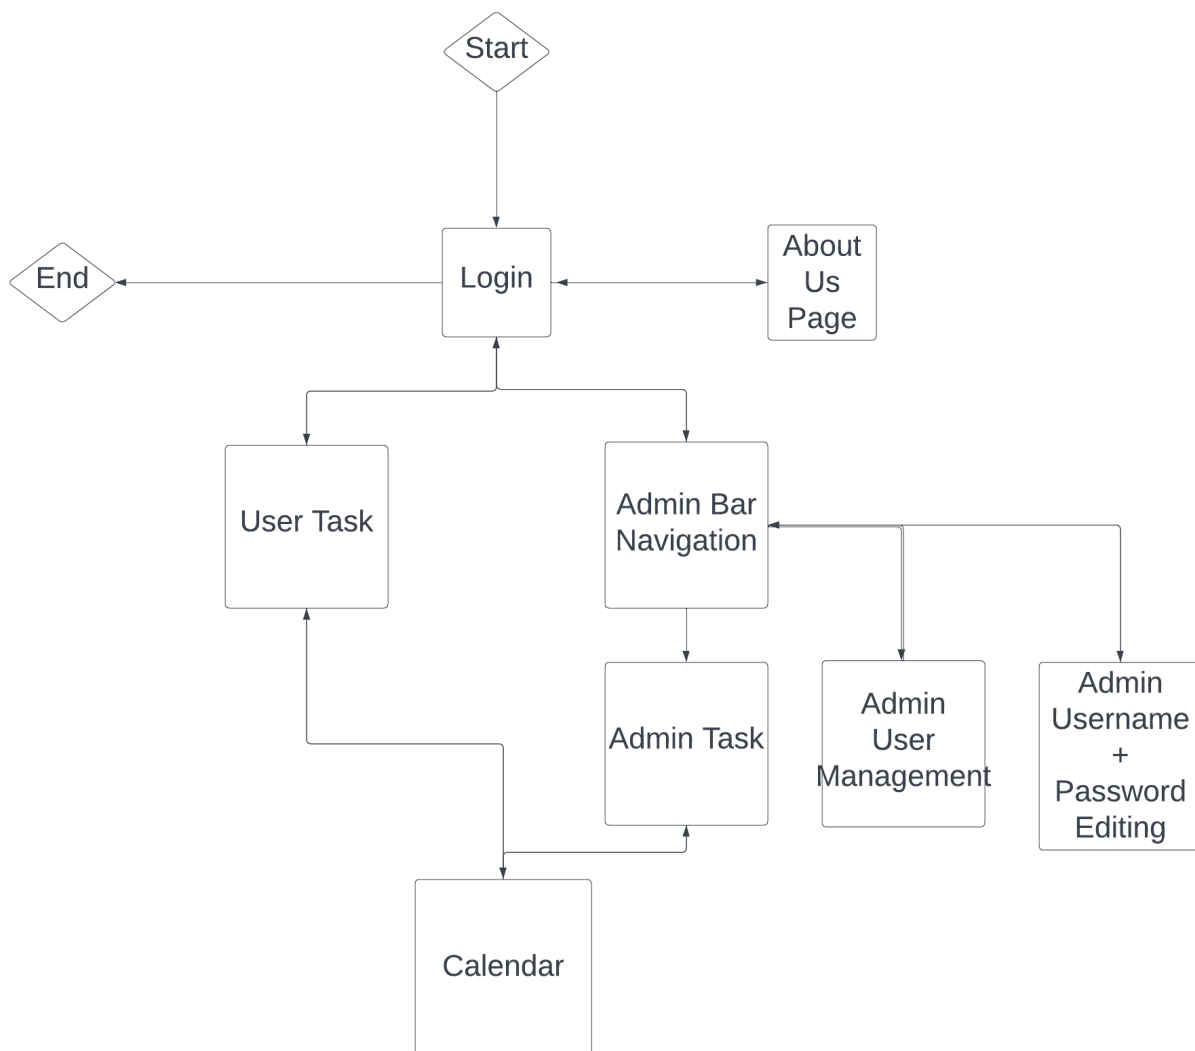 Start
End
Login
About
Us
Page
User Task
Admin Bar
Navigation
Admin Task
Admin
User
Management
Admin
Username
+
Password
Editing
Calendar